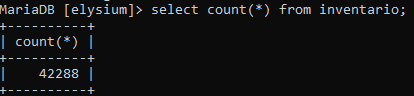 MariaDB [elysium]> select count(*) from inventario;
+----------+
| count(*) |
+----------+
|    42288 |
+----------+